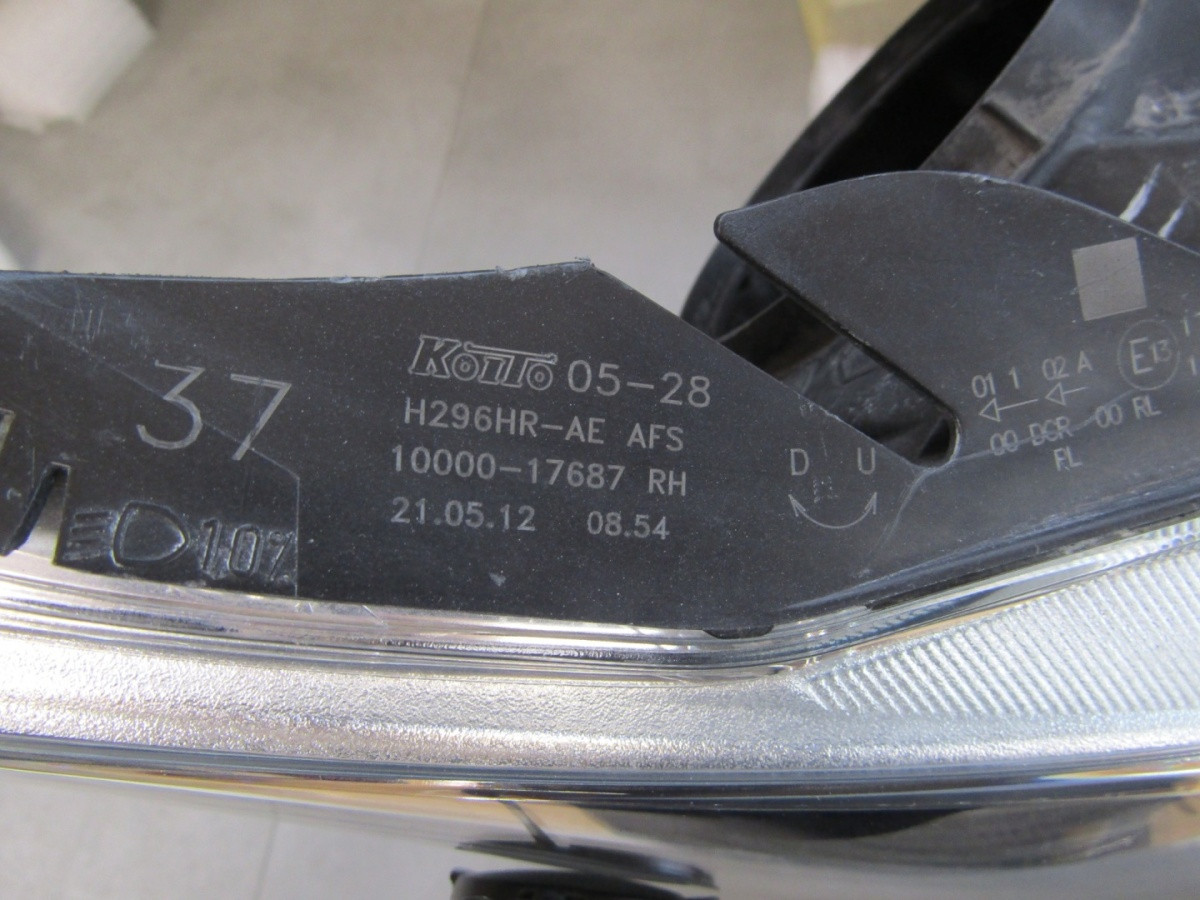 37
KOITO 05-28
H296HR-AE AFS
10000-17687 RH
21.05.12 08.54
107
D U
01 1 02 A E13
00 DCR 00 RL
PL